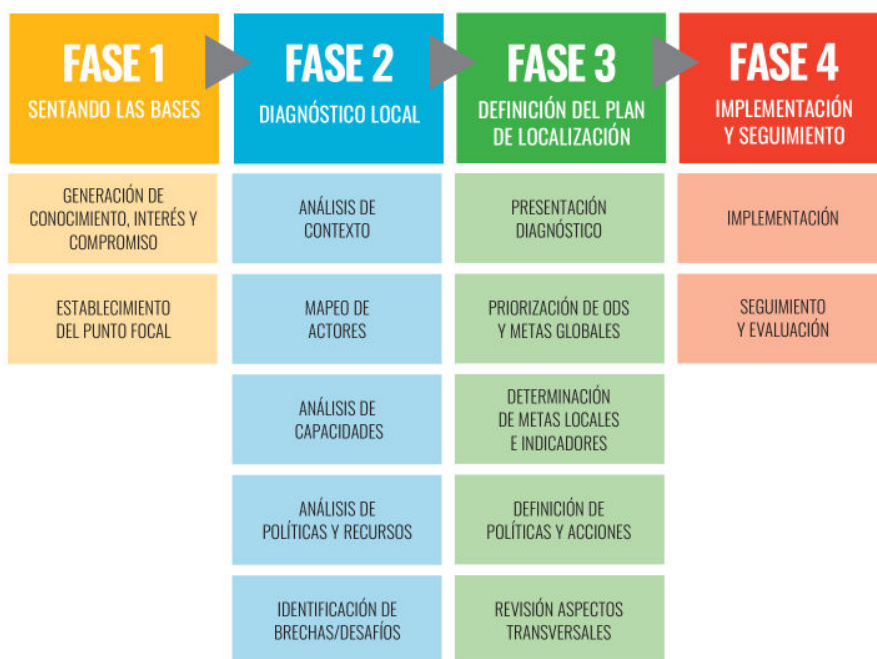 FASE 1
SENTANDO LAS BASES
GENERACIÓN DE
CONOCIMIENTO, INTERÉS Y
COMPROMISO
ESTABLECIMIENTO
DEL PUNTO FOCAL
FASE 2
DIAGNÓSTICO LOCAL
ANÁLISIS DE
CONTEXTO
MAPEO DE
ACTORES
ANÁLISIS DE
CAPACIDADES
ANÁLISIS DE
POLÍTICAS Y RECURSOS
IDENTIFICACIÓN DE
BRECHAS/DESAFÍOS
FASE 3
DEFINICIÓN DEL PLAN
DE LOCALIZACIÓN
PRESENTACIÓN
DIAGNÓSTICO
PRIORIZACIÓN DE ODS
Y METAS GLOBALES
DETERMINACIÓN
DE METAS LOCALES
E INDICADORES
DEFINICIÓN DE
POLÍTICAS Y ACCIONES
REVISIÓN ASPECTOS
TRANSVERSALES
FASE 4
IMPLEMENTACIÓN
Y SEGUIMIENTO
IMPLEMENTACIÓN
SEGUIMIENTO
Y EVALUACIÓN